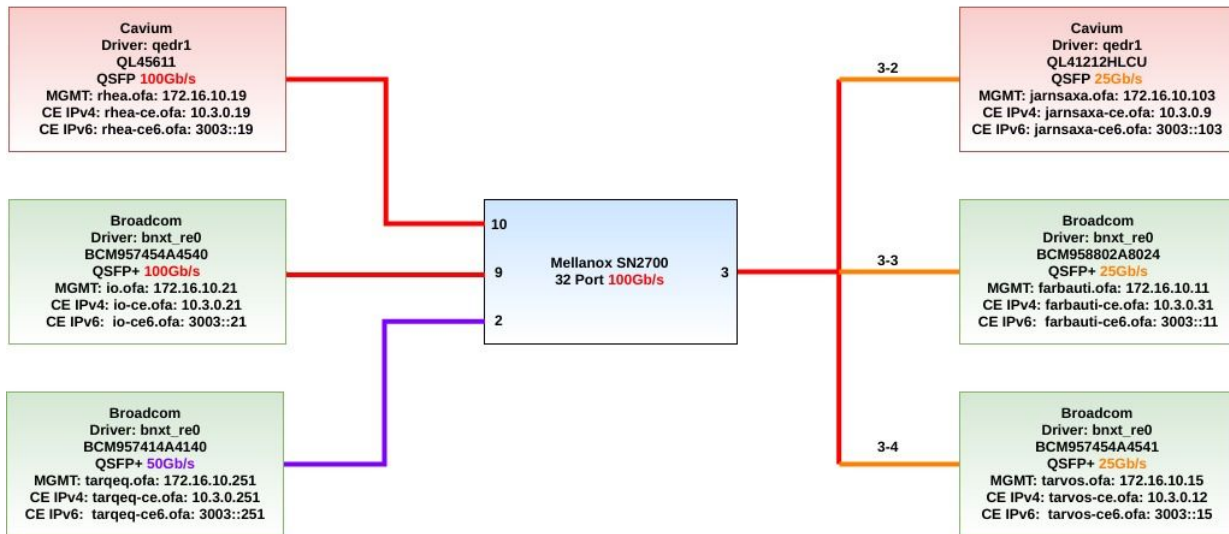 Cavium
Driver: qedr1
QL45611
QSFP 100Gb/s
MGMT: rhea.ofa: 172.16.10.19
CE IPv4: rhea-ce.ofa: 10.3.0.19
CE IPv6: rhea-ce6.ofa: 3003::19
Broadcom
Driver: bnxt_re0
BCM957454A4540
QSFP+ 100Gb/s
MGMT: io.ofa: 172.16.10.21
CE IPv4: io-ce.ofa: 10.3.0.21
CE IPv6: io-ce6.ofa: 3003::21
Broadcom
Driver: bnxt_re0
BCM957414A4140
QSFP+ 50Gb/s
MGMT: tarqeq.ofa: 172.16.10.251
CE IPv4: tarqeq-ce.ofa: 10.3.0.251
CE IPv6: tarqeq-ce6.ofa: 3003::251
10
9
2
Mellanox SN2700
32 Port 100Gb/s
3
3-2
3-3
3-4
Cavium
Driver: qedr1
QL41212HLCU
QSFP 25Gb/s
MGMT: jarnsaxa.ofa: 172.16.10.103
CE IPv4: jarnsaxa-ce.ofa: 10.3.0.9
CE IPv6: jarnsaxa-ce6.ofa: 3003::103
Broadcom
Driver: bnxt_re0
BCM958802A8024
QSFP+ 25Gb/s
MGMT: farbauti.ofa: 172.16.10.11
CE IPv4: farbauti-ce.ofa: 10.3.0.31
CE IPv6: farbauti-ce6.ofa: 3003::11
Broadcom
Driver: bnxt_re0
BCM957454A4541
QSFP+ 25Gb/s
MGMT: tarvos.ofa: 172.16.10.15
CE IPv4: tarvos-ce.ofa: 10.3.0.12
CE IPv6: tarvos-ce6.ofa: 3003::15